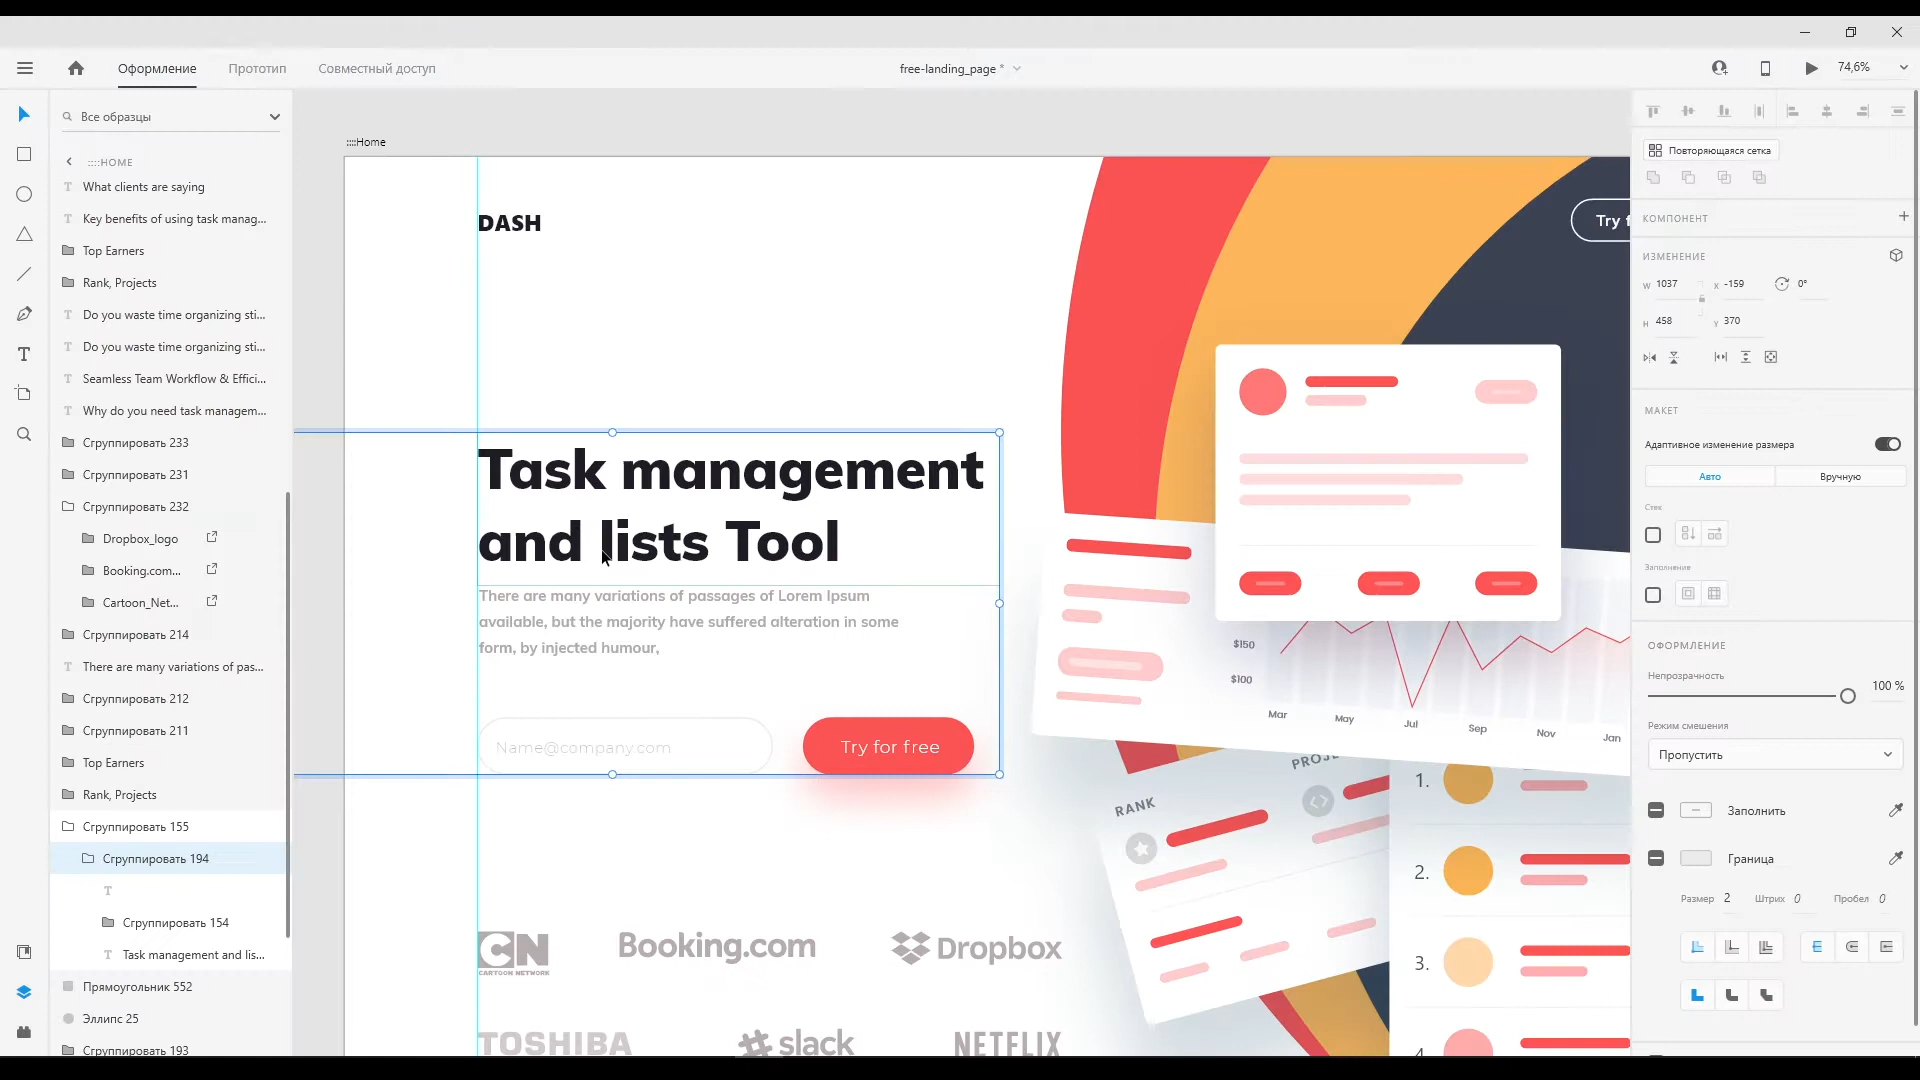 Оформление
Прототип
Совместный доступ
free-landing_page *
74,6%
Все образцы
::::HOME
What clients are saying
Key benefits of using task manag...
Top Earners
Rank, Projects
Do you waste time organizing sti...
Do you waste time organizing sti...
Seamless Team Workflow & Effici...
Why do you need task managem...
Сгруппировать 233
Сгруппировать 231
Сгруппировать 232
Dropbox_logo
Booking.com...
Cartoon_Net...
Сгруппировать 214
There are many variations of pas...
Сгруппировать 212
Сгруппировать 211
Top Earners
Rank, Projects
Сгруппировать 155
Сгруппировать 194
Сгруппировать 154
Task management and lis...
Прямоугольник 552
Эллипс 25
Сгруппировать 193
::::Home
DASH
Try f
Task management
and lists Tool
There are many variations of passages of Lorem Ipsum
available, but the majority have suffered alteration in some
form, by injected humour,
Name@company.com
Try for free
CN
CARTOON NETWORK
Booking.com
Dropbox
TOSHIBA
slack
NETFLIX
$150
$100
Mar
May
Jul
Sep
Nov
Jan
RANK
PROJE
1.
2.
3.
4.
Повторяющаяся сетка
КОМПОНЕНТ
ИЗМЕНЕНИЕ
W 1037
X -159
0°
H 458
Y 370
МАКЕТ
Адаптивное изменение размера
Авто
Вручную
Стек
Заполнение
ОФОРМЛЕНИЕ
Непрозрачность
100 %
Режим смешения
Пропустить
Заполнить
Граница
Размер 2
Штрих 0
Пробел 0